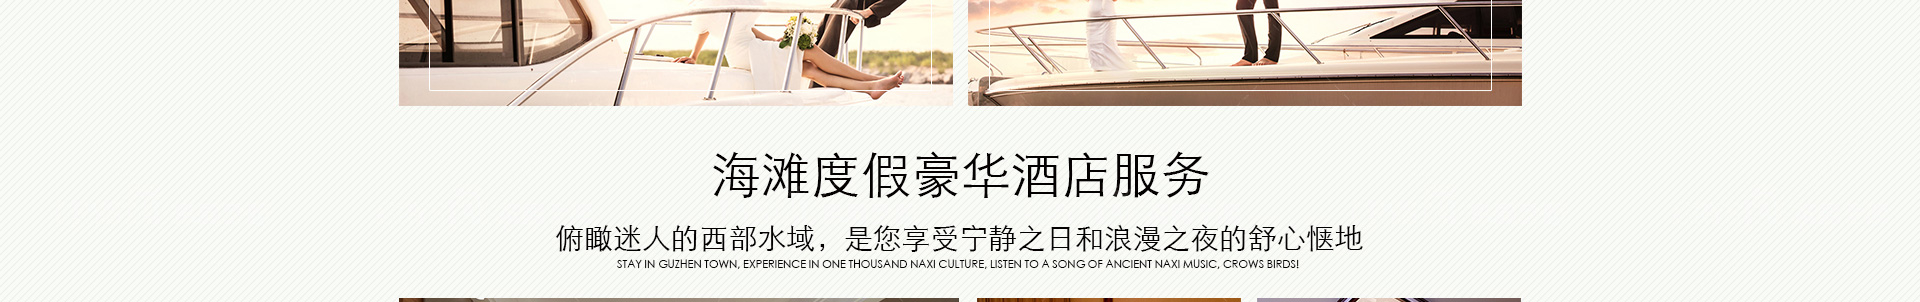 海滩度假豪华酒店服务
俯瞰迷人的西部水域，是您享受宁静之日和浪漫之夜的舒心惬地
STAY IN GUZHEN TOWN, EXPERIENCE IN ONE THOUSAND NAXI CULTURE, LISTEN TO A SONG OF ANCIENT NAXI MUSIC, CROWS BIRDS!